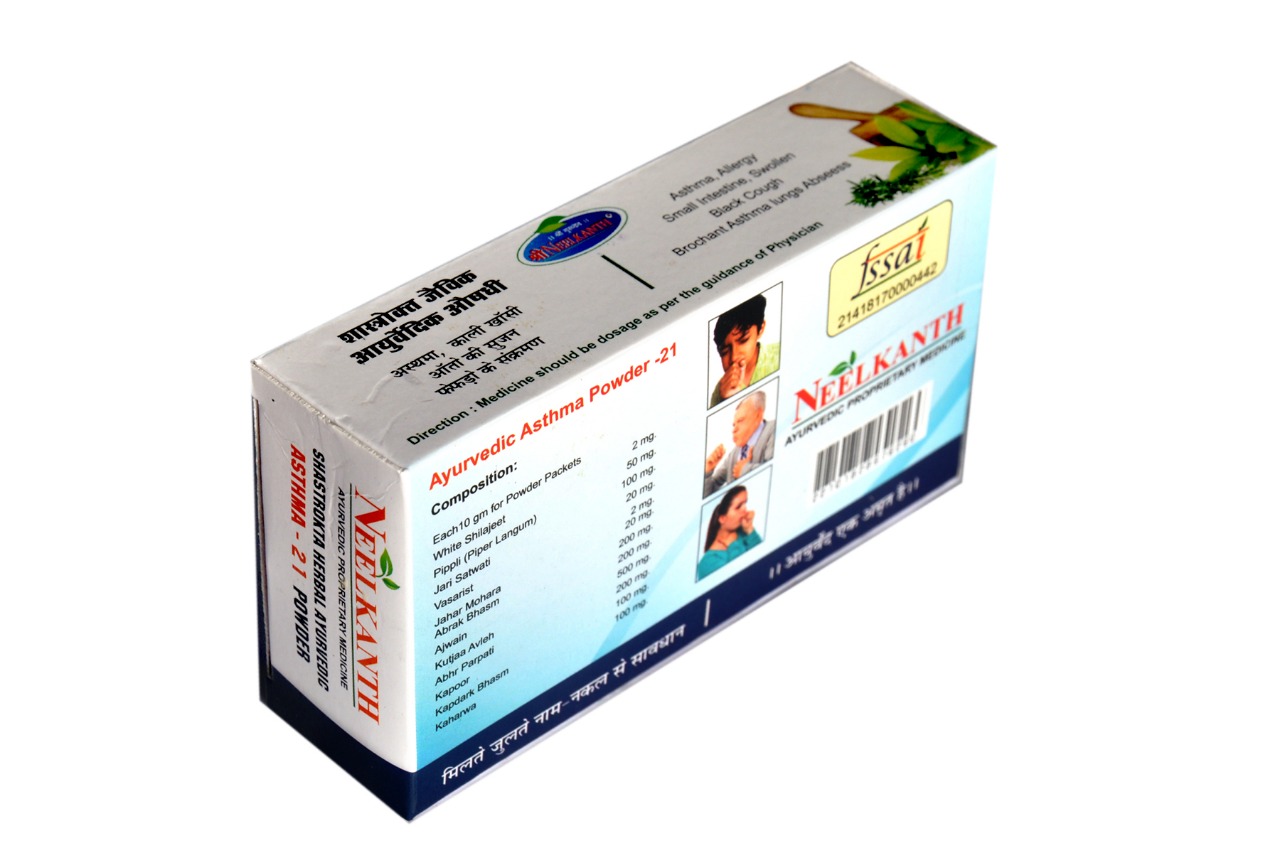 ।। श्री मूलचन्द ।।
श्री NEELKANTH
शास्त्रोक्त जैविक
आयुर्वेदिक औषधी
अस्थमा, काली खाँसी
आँतों की सुजन
फेफड़ो के संक्रमण
Asthma, Allergy
Small Intestine, Swollen
Black Cough
Brochant Asthma lungs Abseess
Direction : Medicine should be dosage as per the guidance of Physician
NEELKANTH
AYURVEDIC PROPRIETARY MEDICINE
SHASTROKTA HERBAL AYURVEDIC
ASTHMA - 21 POWDER
Ayurvedic Asthma Powder -21
Composition:
Each10 gm for Powder Packets
White Shilajeet 2 mg.
Pippli (Piper Langum) 50 mg.
Jari Satwati 100 mg.
Vasarist 20 mg.
Jahar Mohara 2 mg.
Abrak Bhasm 20 mg.
Ajwain 200 mg.
Kutjaa Avleh 200 mg.
Abhr Parpati 500 mg.
Kapoor 200 mg.
Kapdark Bhasm 100 mg.
Kaharwa 100 mg.
fssai
21418170000442
NEELKANTH
AYURVEDIC PROPRIETARY MEDICINE
मिलते जुलते नाम-नकल से सावधान
।। आयुर्वेद एक अमृत है।।